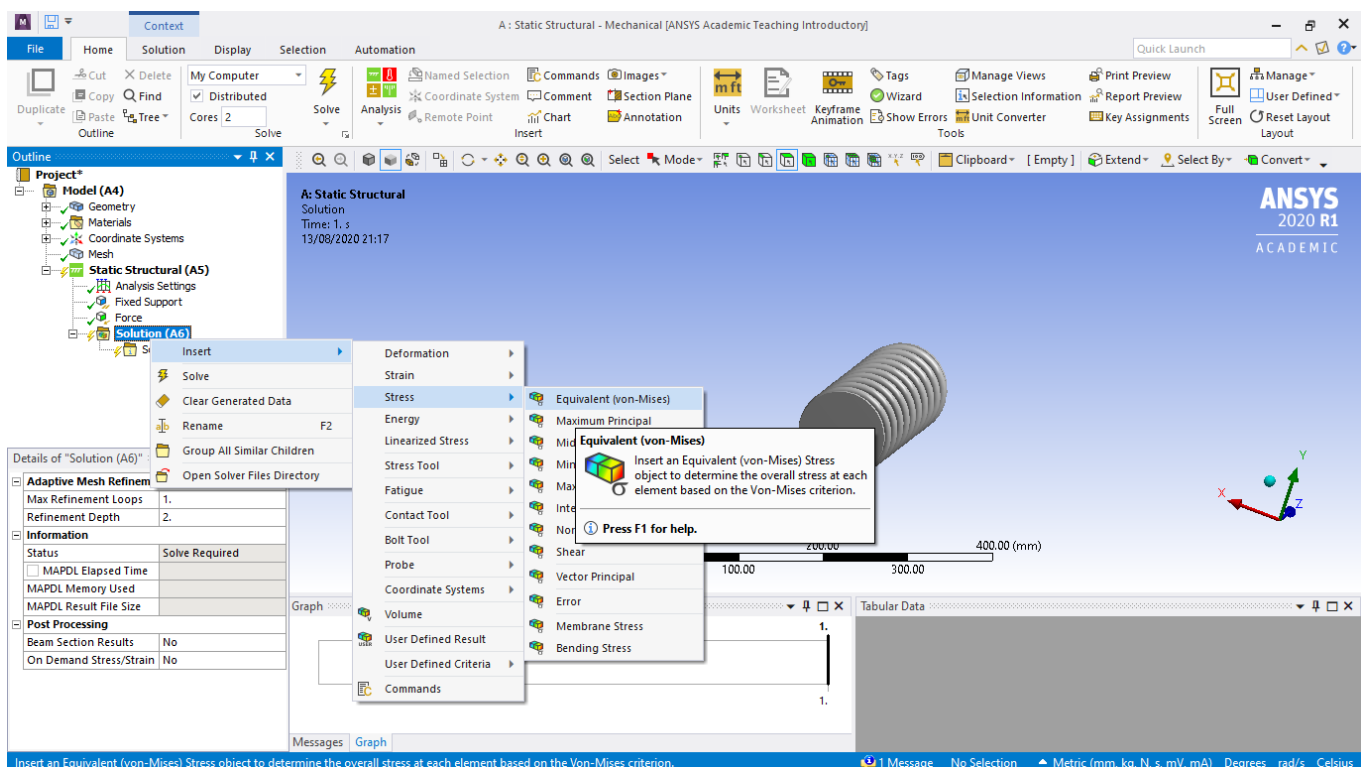 M
Context
A : Static Structural - Mechanical [ANSYS Academic Teaching Introductory]
File Home Solution Display Selection Automation
Quick Launch
Duplicate
Cut
Copy
Paste
Delete
Find
Tree
Outline
My Computer
Distributed
Cores 2
Solve
Solve
Analysis
Named Selection
Coordinate System
Remote Point
Commands
Comment
Chart
Images
Section Plane
Annotation
Insert
Units
Worksheet
Keyframe
Animation
Tags
Wizard
Show Errors
Manage Views
Selection Information
Unit Converter
Print Preview
Report Preview
Key Assignments
Tools
Full
Screen
Manage
User Defined
Reset Layout
Layout
Outline
Select Mode Clipboard [ Empty ] Extend Select By Convert
Project*
Model (A4)
Geometry
Materials
Coordinate Systems
Mesh
Static Structural (A5)
Analysis Settings
Fixed Support
Force
Solution (A6)
A: Static Structural
Solution
Time: 1. s
13/08/2020 21:17
ANSYS
2020 R1
ACADEMIC
Insert
Solve
Clear Generated Data
Rename F2
Group All Similar Children
Open Solver Files Directory
Deformation
Strain
Stress
Energy
Linearized Stress
Stress Tool
Fatigue
Contact Tool
Bolt Tool
Probe
Coordinate Systems
Volume
User Defined Result
User Defined Criteria
Commands
Equivalent (von-Mises)
Maximum Principal
Shear
Vector Principal
Error
Membrane Stress
Bending Stress
Equivalent (von-Mises)
Insert an Equivalent (von-Mises) Stress
object to determine the overall stress at each
element based on the Von-Mises criterion.
Press F1 for help.
Details of "Solution (A6)"
Adaptive Mesh Refinem
Max Refinement Loops 1.
Refinement Depth 2.
Information
Status Solve Required
MAPDL Elapsed Time
MAPDL Memory Used
MAPDL Result File Size
Post Processing
Beam Section Results No
On Demand Stress/Strain No
Y
X
Z
200.00 400.00 (mm)
100.00 300.00
Graph
1.
1.
Tabular Data
Messages Graph
Insert an Equivalent (von-Mises) Stress object to determine the overall stress at each element based on the Von-Mises criterion.
1 Message No Selection Metric (mm, kg, N, s, mV, mA) Degrees rad/s Celsius